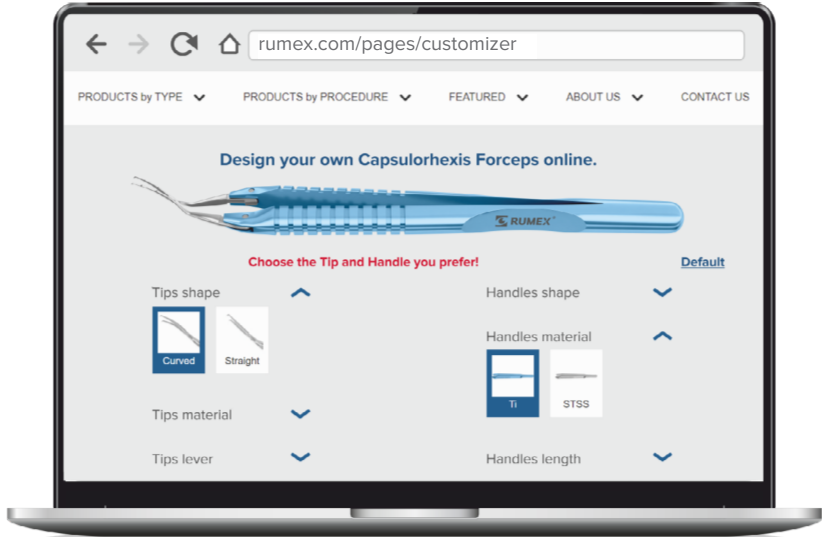 rumex.com/pages/customizer
PRODUCTS by TYPE
PRODUCTS by PROCEDURE
FEATURED
ABOUT US
CONTACT US
Design your own Capsulorhexis Forceps online.
RUMEX
Choose the Tip and Handle you prefer!
Default
Tips shape
Curved
Straight
Tips material
Tips lever
Handles shape
Handles material
Ti
STSS
Handles length